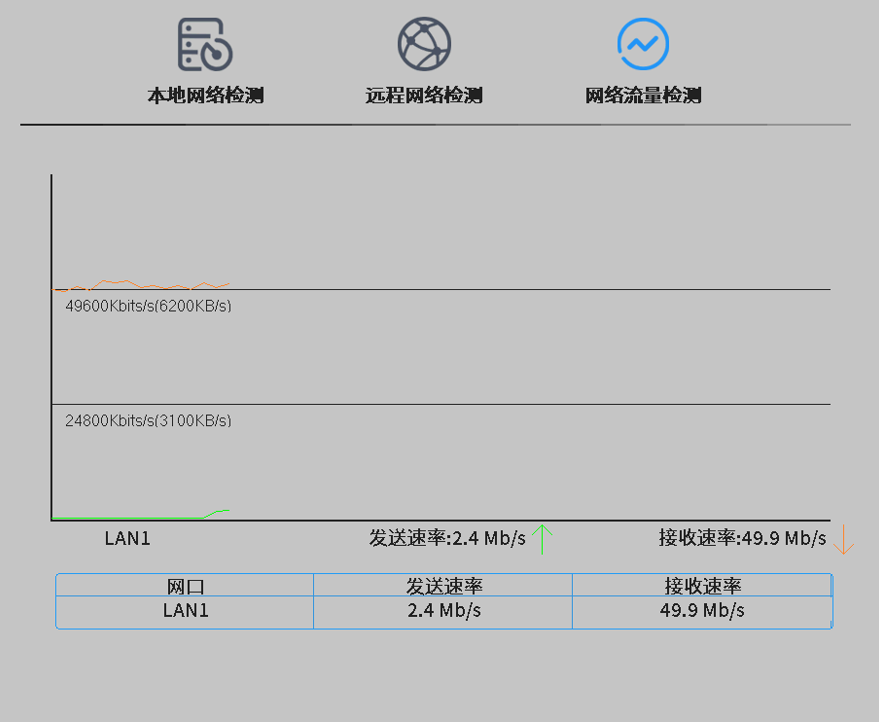 本地网络检测 远程网络检测 网络流量检测
49600Kbits/s(6200KB/s)
24800Kbits/s(3100KB/s)
LAN1 发送速率:2.4 Mb/s 接收速率:49.9 Mb/s
网口 发送速率 接收速率
LAN1 2.4 Mb/s 49.9 Mb/s